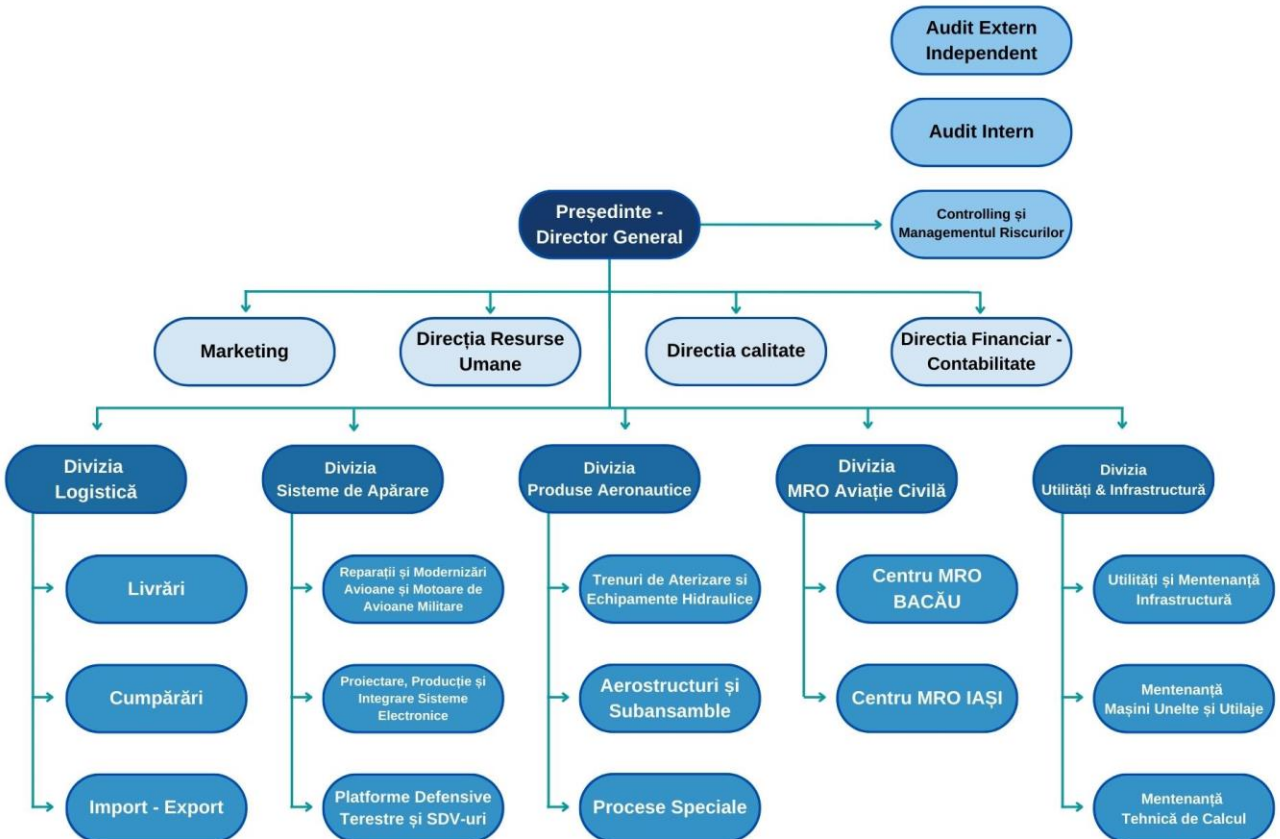 Audit Extern
Independent
Audit Intern
Președinte -
Director General
Controlling și
Managementul Riscurilor
Marketing
Direcția Resurse
Umane
Directia calitate
Directia Financiar -
Contabilitate
Divizia
Logistică
Divizia
Sisteme de Apărare
Divizia
Produse Aeronautice
Divizia
MRO Aviație Civilă
Divizia
Utilități & Infrastructură
Livrări
Reparații și Modernizări
Avioane și Motoare de
Avioane Militare
Trenuri de Aterizare si
Echipamente Hidraulice
Centru MRO
BACĂU
Utilități și Mentenanță
Infrastructură
Cumpărări
Proiectare, Producție și
Integrare Sisteme
Electronice
Aerostructuri și
Subansamble
Centru MRO IAȘI
Mentenanță
Mașini Unelte și Utilaje
Import - Export
Platforme Defensive
Terestre și SDV-uri
Procese Speciale
Mentenanță
Tehnică de Calcul